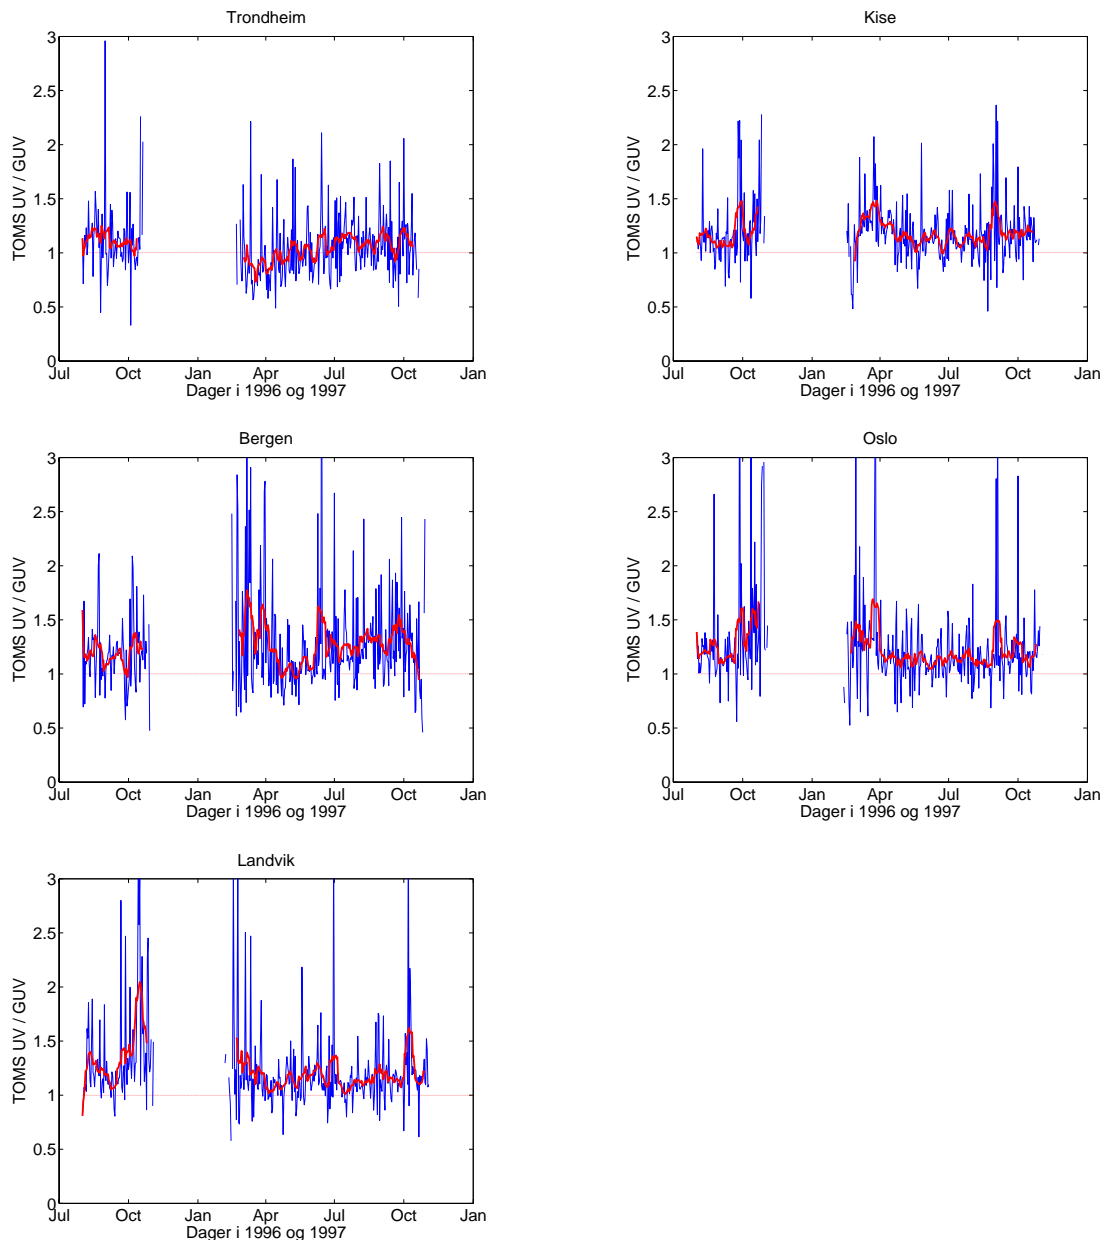 Trondheim
3
2.5
2
1.5
1
0.5
0
TOMS UV / GUV
Jul Oct Jan Apr Jul Oct Jan
Dager i 1996 og 1997
Kise
3
2.5
2
1.5
1
0.5
0
TOMS UV / GUV
Jul Oct Jan Apr Jul Oct Jan
Dager i 1996 og 1997
Bergen
3
2.5
2
1.5
1
0.5
0
TOMS UV / GUV
Jul Oct Jan Apr Jul Oct Jan
Dager i 1996 og 1997
Oslo
3
2.5
2
1.5
1
0.5
0
TOMS UV / GUV
Jul Oct Jan Apr Jul Oct Jan
Dager i 1996 og 1997
Landvik
3
2.5
2
1.5
1
0.5
0
TOMS UV / GUV
Jul Oct Jan Apr Jul Oct Jan
Dager i 1996 og 1997